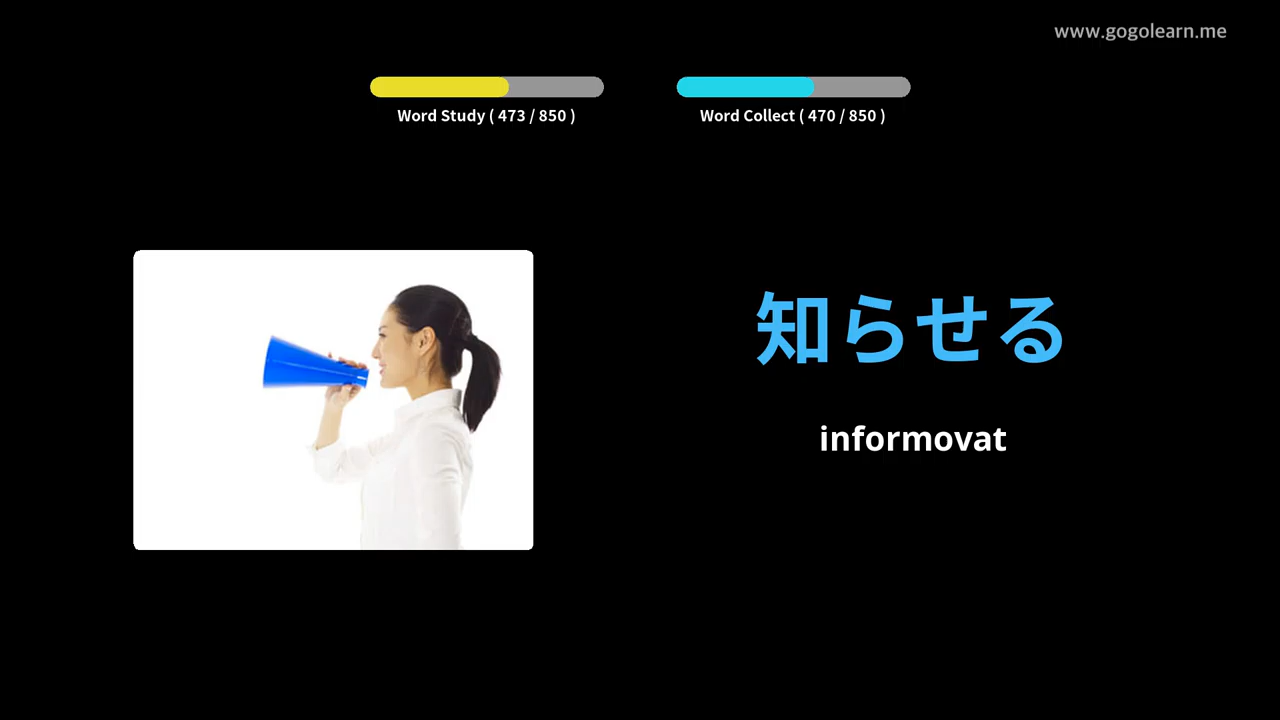 www.gogolearn.me
Word Study ( 473 / 850 )
Word Collect ( 470 / 850 )
知らせる
informovat